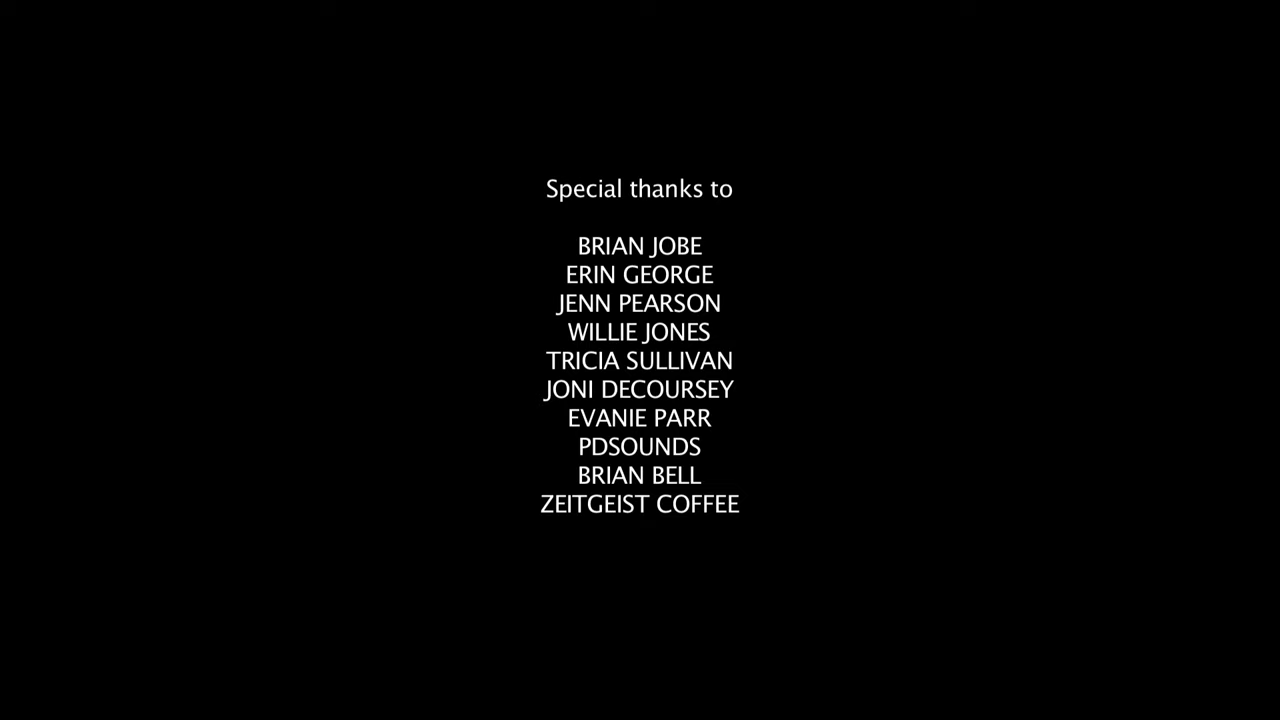 Special thanks to
BRIAN JOBE
ERIN GEORGE
JENN PEARSON
WILLIE JONES
TRICIA SULLIVAN
JONI DECOURSEY
EVANIE PARR
PDSOUNDS
BRIAN BELL
ZEITGEIST COFFEE